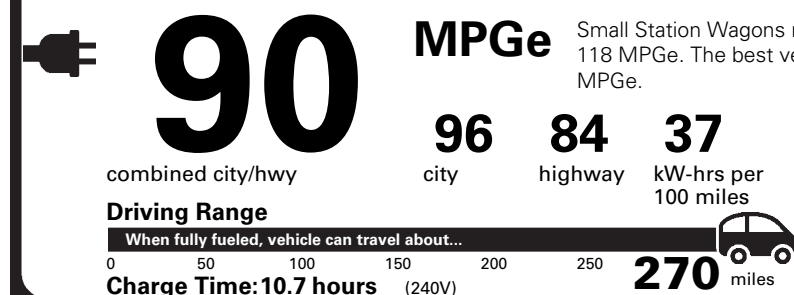 90
MPGe
Small Station Wagons
118 MPGe. The best
MPGe.
96 84 37
combined city/hwy city highway kW-hrs per
100 miles
Driving Range
When fully fueled, vehicle can travel about...
0 50 100 150 200 250 270 miles
Charge Time: 10.7 hours (240V)